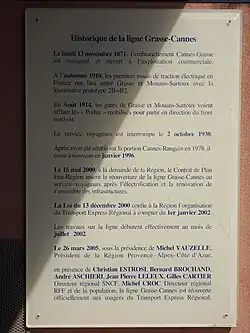 Historique de la ligne Grasse-Cannes
Le lundi 13 novembre 1871, l'embranchement Cannes-Grasse
est inauguré et ouvert à l'exploitation commerciale.
A l'automne 1910, les premiers essais de traction électrique en
France ont lieu entre Grasse et Mouans-Sartoux avec la
locomotive prototype 2D+D2.
En Août 1914, les gares de Grasse et Mouans-Sartoux voient
affluer les « Poilus » mobilisés pour partir en direction du front
nord-est.
Le service voyageurs est interrompu le 2 octobre 1938.
Après avoir été rétabli sur la portion Cannes-Ranguin en 1978, il
cesse à nouveau en janvier 1996.
Le 15 mai 2000 à la demande de la Région, le Contrat de Plan
Etat-Région inscrit la réouverture de la ligne Grasse-Cannes au
service voyageurs après l'électrification et la rénovation de
l'ensemble des infrastructures.
La Loi du 13 décembre 2000 confie à la Région l'organisation
du Transport Express Régional à compter du 1er janvier 2002.
Les travaux sur la ligne débutent effectivement au mois de
juillet 2002.
Le 26 mars 2005, sous la présidence de Michel VAUZELLE,
Président de la Région Provence-Alpes-Côte d'Azur,
en présence de Christian ESTROSI, Bernard BROCHAND,
André ASCHIERI, Jean Pierre LELEUX, Gilles CARTIER
Directeur régional SNCF, Michel CROC Directeur régional
RFF et de la population, la ligne Grasse-Cannes est réouverte
officiellement aux usagers du Transport Express Régional.